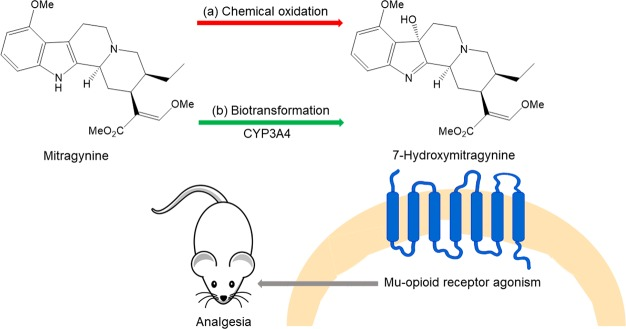 OMe
(a) Chemical oxidation
OMe
HO
N
N
H
NH
N
H
OMe
(b) Biotransformation
OMe
MeO₂C
CYP3A4
MeO₂C
Mitragynine
7-Hydroxymitragynine
Mu-opioid receptor agonism
Analgesia